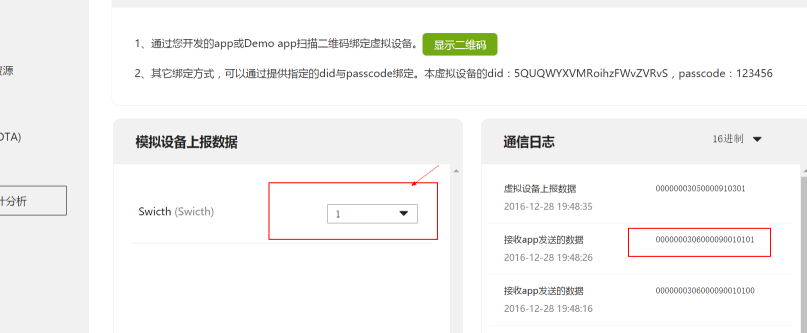 1、通过您开发的app或Demo app扫描二维码绑定虚拟设备。 显示二维码
2、其它绑定方式，可以通过提供指定的did与passcode绑定。本虚拟设备的did：5QUQWYXVMRoihzFWvZVRvS，passcode：123456
资源
OTA)
计分析
模拟设备上报数据
Swicth (Swicth)
1
通信日志 16进制
虚拟设备上报数据 00000003050000910301
2016-12-28 19:48:35
接收app发送的数据 0000000306000090010101
2016-12-28 19:48:26
接收app发送的数据 0000000306000090010100
2016-12-28 19:48:16